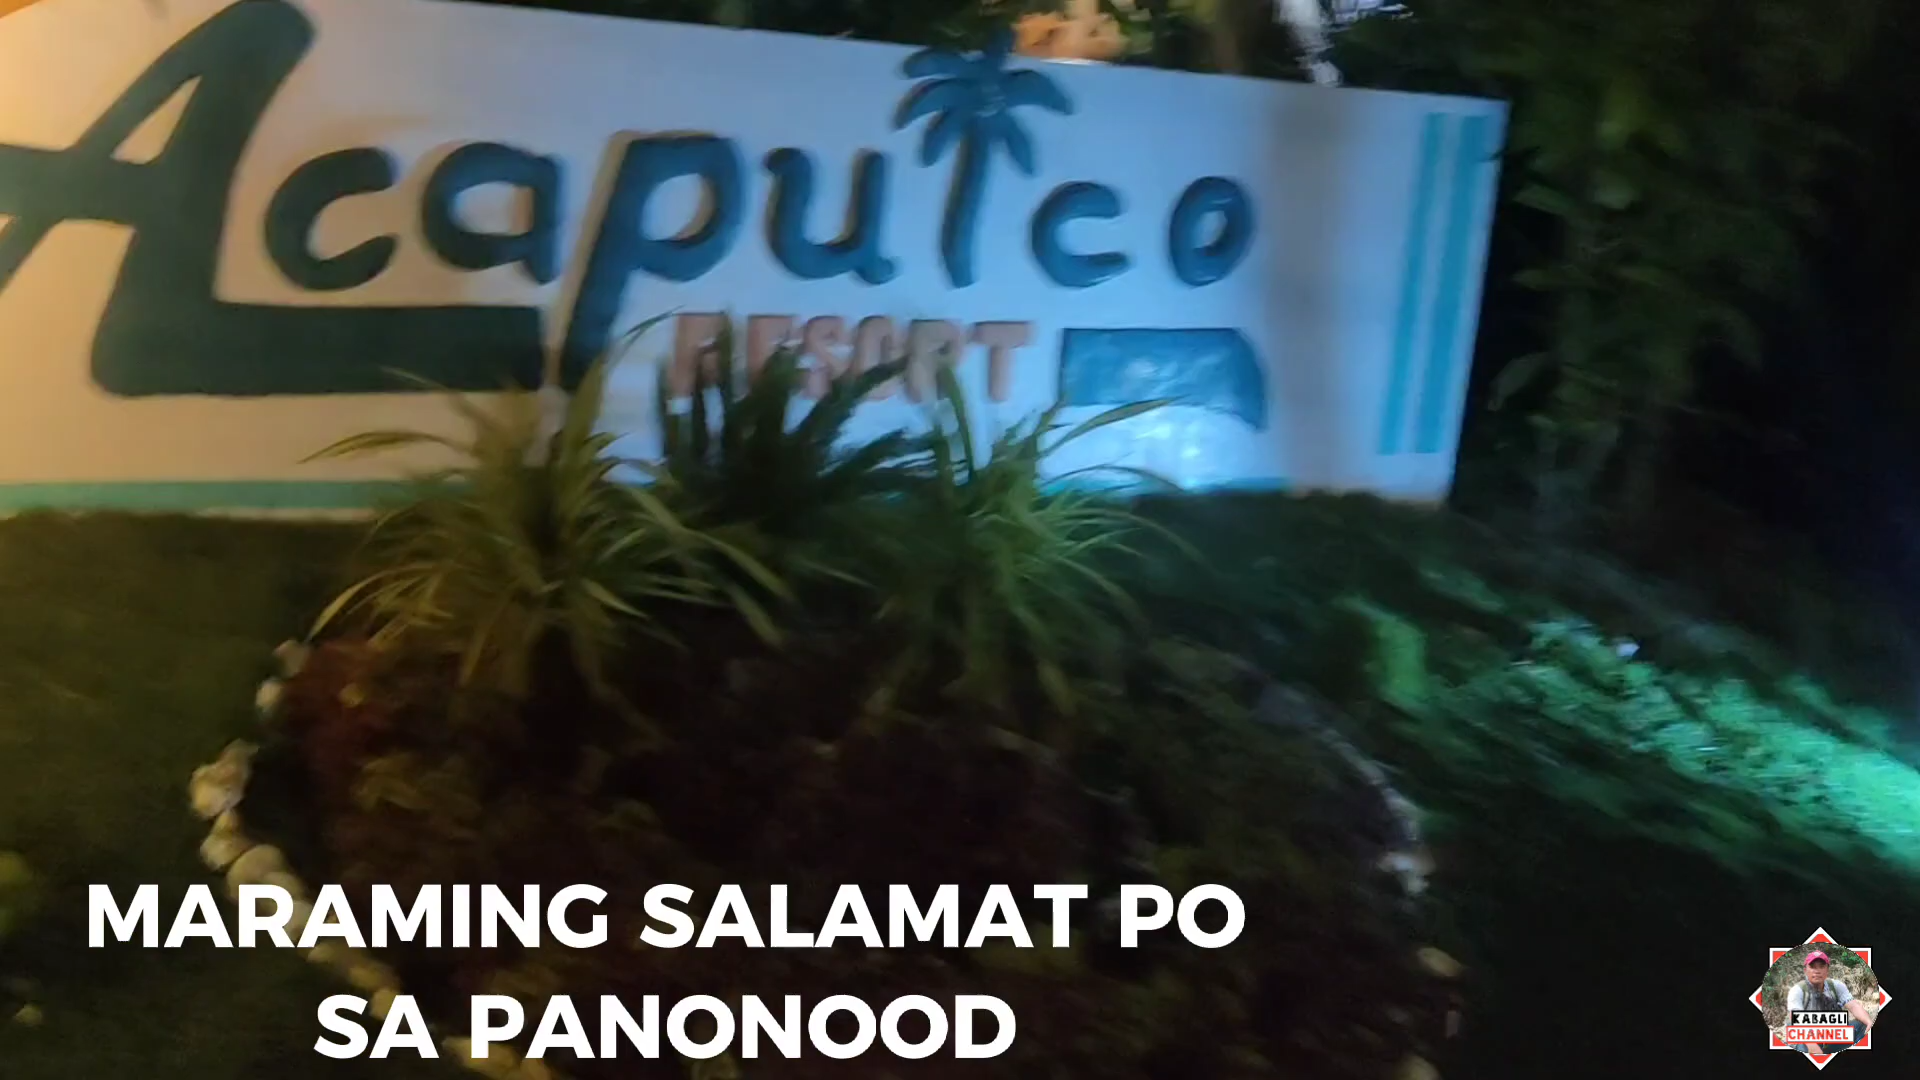 Acapulco
RESORT
MARAMING SALAMAT PO
SA PANONOOD
KABAGLI
CHANNEL